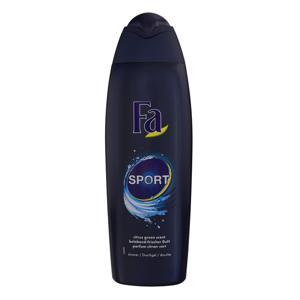 Fa
SPORT
citrus green scent
belebend-frischer Duft
parfum citron vert
shower / Duschgel / douche